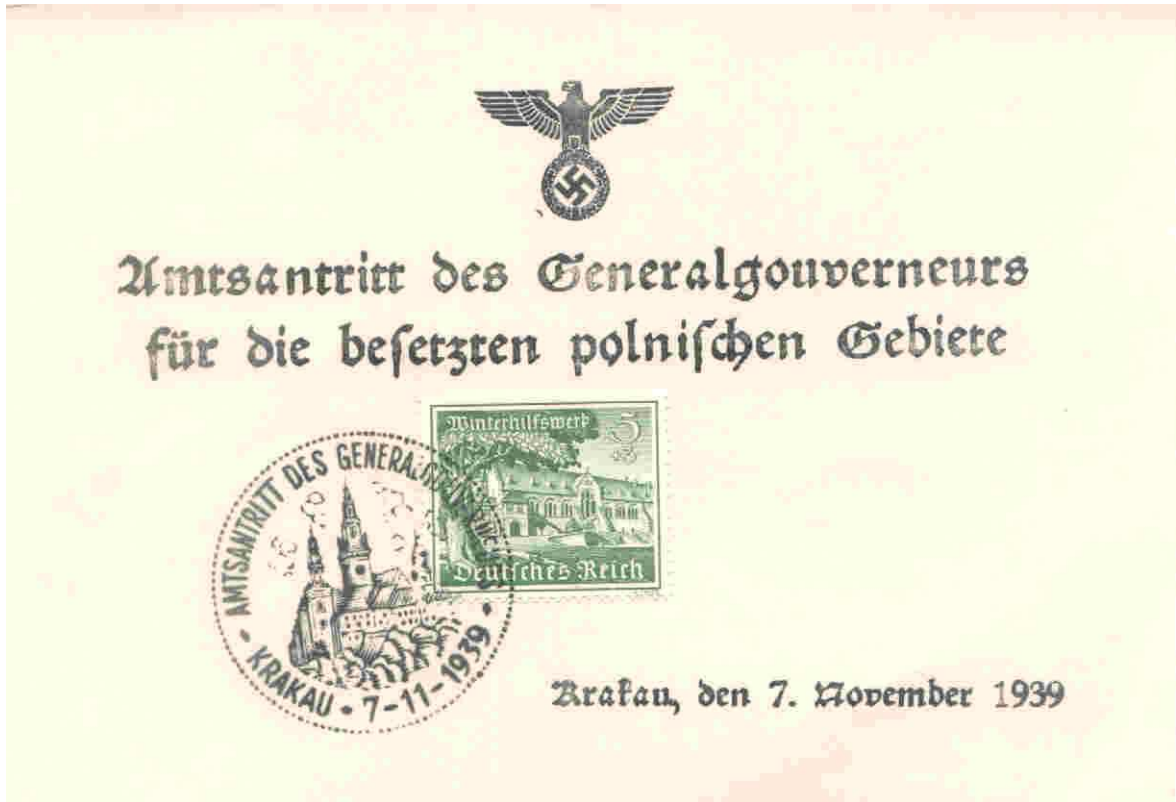 Amtsantritt des Generalgouverneurs
für die besetzten polnischen Gebiete
Winterhilfswerk 5
+3
Deutsches Reich
AMTSANTRITT DES
KRAKAU • 7-11-1939
Krakau, den 7. November 1939